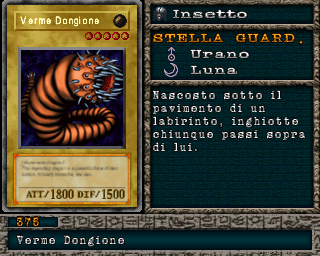 Verme Dongione
ATT/1800 DIF/1500
Insetto
STELLA GUARD.
Urano
Luna
Nascosto sotto il
pavimento di un
labirinto, inghiotte
chiunque passi sopra
di lui.
375
Verme Dongione